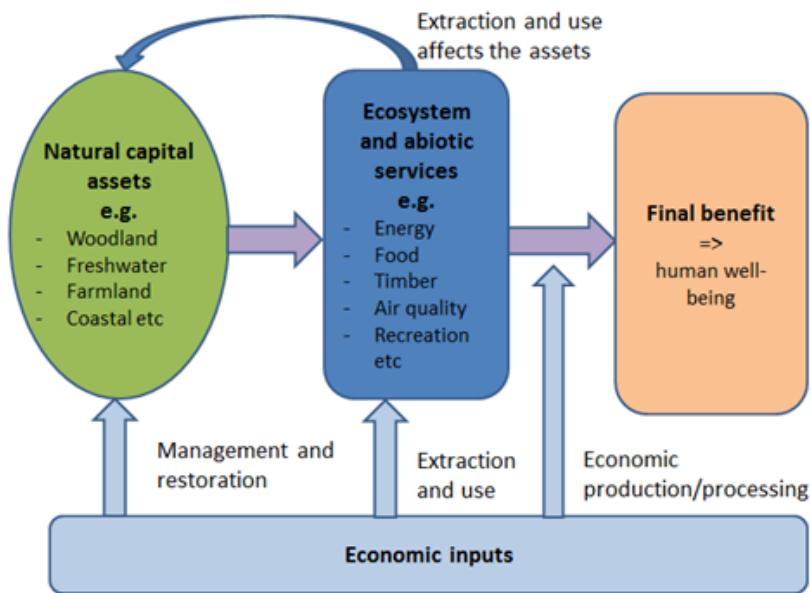 Extraction and use
affects the assets
Natural capital
assets
e.g.
- Woodland
- Freshwater
- Farmland
- Coastal etc
Ecosystem
and abiotic
services
e.g.
- Energy
- Food
- Timber
- Air quality
- Recreation
etc
Final benefit
=>
human well-
being
Management and
restoration
Extraction
and use
Economic
production/processing
Economic inputs